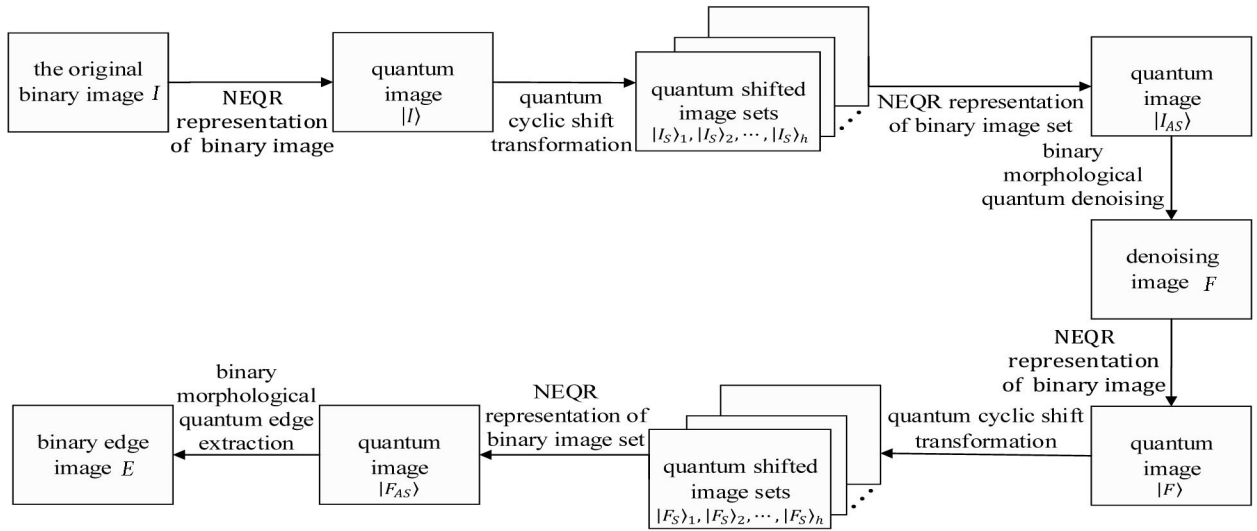 the original
binary image I
NEQR
representation
of binary image
quantum
image
|I⟩
quantum
cyclic shift
transformation
quantum shifted
image sets
|I_S⟩_1, |I_S⟩_2, ⋯, |I_S⟩_h
NEQR representation
of binary image set
quantum
image
|I_{AS}⟩
binary
morphological
quantum denoising
denoising
image F
NEQR
representation
of binary image
quantum
image
|F⟩
quantum cyclic shift
transformation
quantum shifted
image sets
|F_S⟩_1, |F_S⟩_2, ⋯, |F_S⟩_h
NEQR
representation of
binary image set
quantum
image
|F_{AS}⟩
binary
morphological
quantum edge
extraction
binary edge
image E